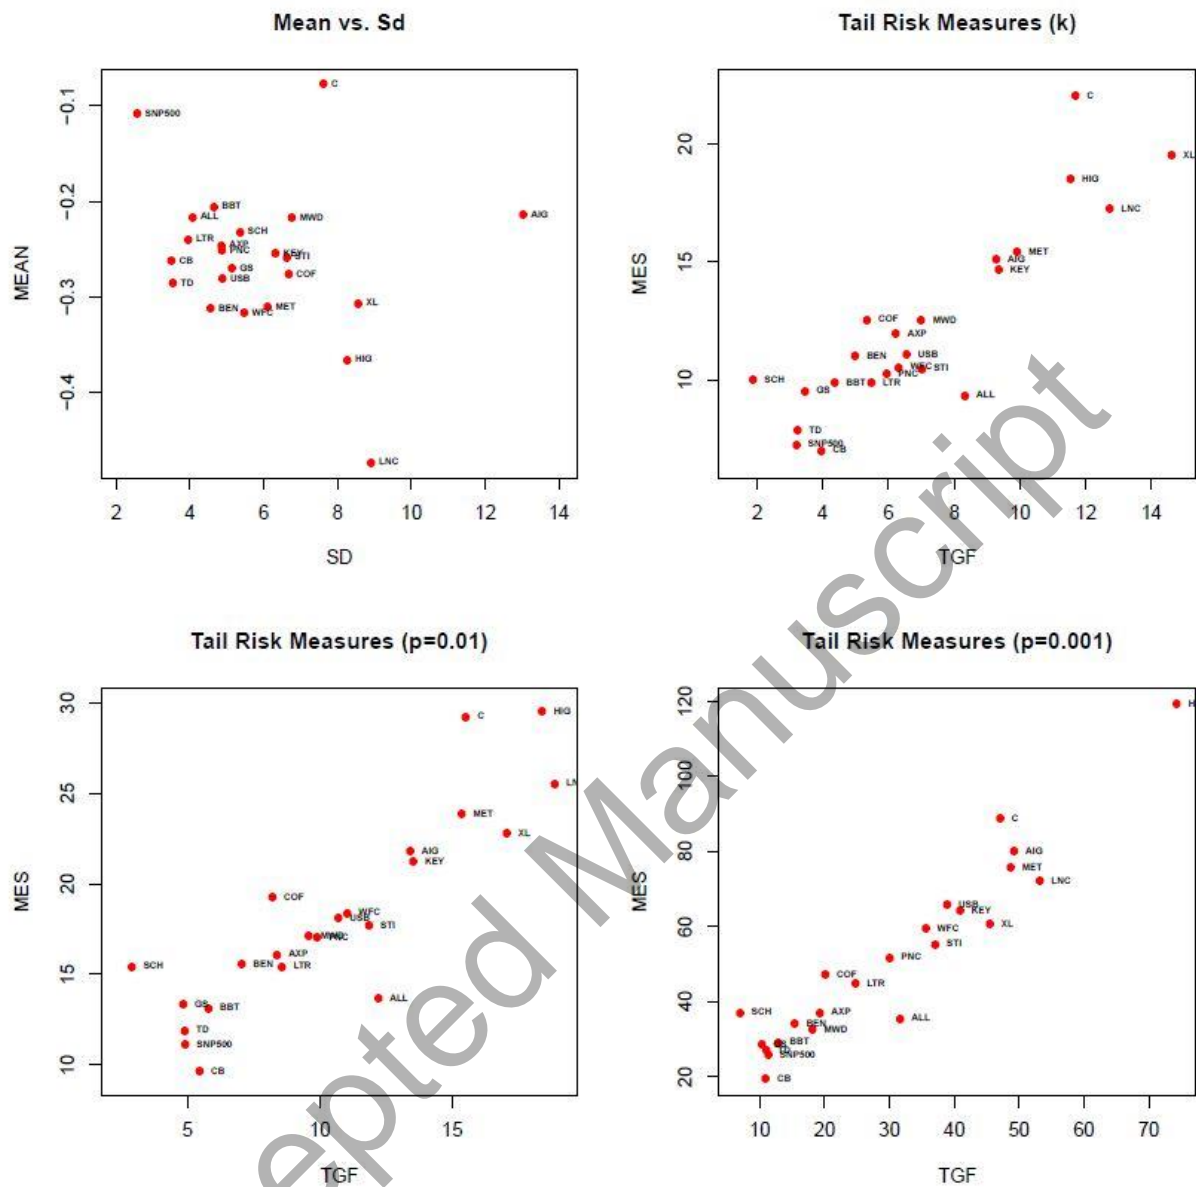 Mean vs. Sd
MEAN
-0.1
-0.2
-0.3
-0.4
C
SNP500
BBT
ALL
MWD
AIG
SCH
LTR
AXP
PNC
KEY
STI
CB
GS
COF
TD
USB
XL
BEN
MET
WFC
HIG
LNC
2 4 6 8 10 12 14
SD
Tail Risk Measures (k)
MES
20
15
10
C
XL
HIG
LNC
MET
AIG
KEY
COF
MWD
AXP
BEN
USB
WFC
STI
PNC
SCH
BBT
LTR
GS
ALL
TD
SNP500
CB
2 4 6 8 10 12 14
TGF
Tail Risk Measures (p=0.01)
MES
30
25
20
15
10
C
HIG
LN
MET
XL
AIG
KEY
COF
WFC
USB
STI
MWD
PNC
AXP
SCH
BEN
LTR
ALL
GS
BBT
TD
SNP500
CB
5 10 15
TGF
Tail Risk Measures (p=0.001)
MES
120
100
80
60
40
20
H
C
AIG
MET
LNC
USB
KEY
XL
WFC
STI
PNC
COF
LTR
SCH
AXP
ALL
BEN
MWD
BBT
TD
SNP500
CB
10 20 30 40 50 60 70
TGF
epted Manuscript